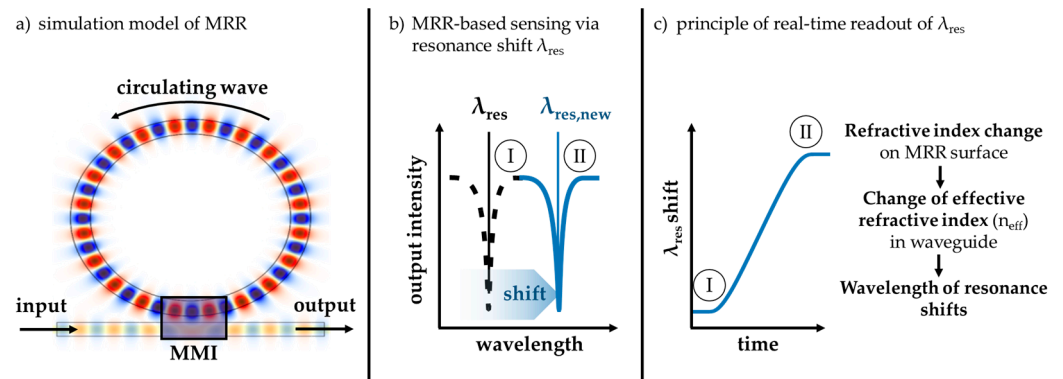 a) simulation model of MRR
circulating wave
input
output
MMI
b) MRR-based sensing via
resonance shift λres
λres
λres,new
I
II
output intensity
shift
wavelength
c) principle of real-time readout of λres
λres shift
I
II
time
Refractive index change
on MRR surface
Change of effective
refractive index (neff)
in waveguide
Wavelength of resonance
shifts